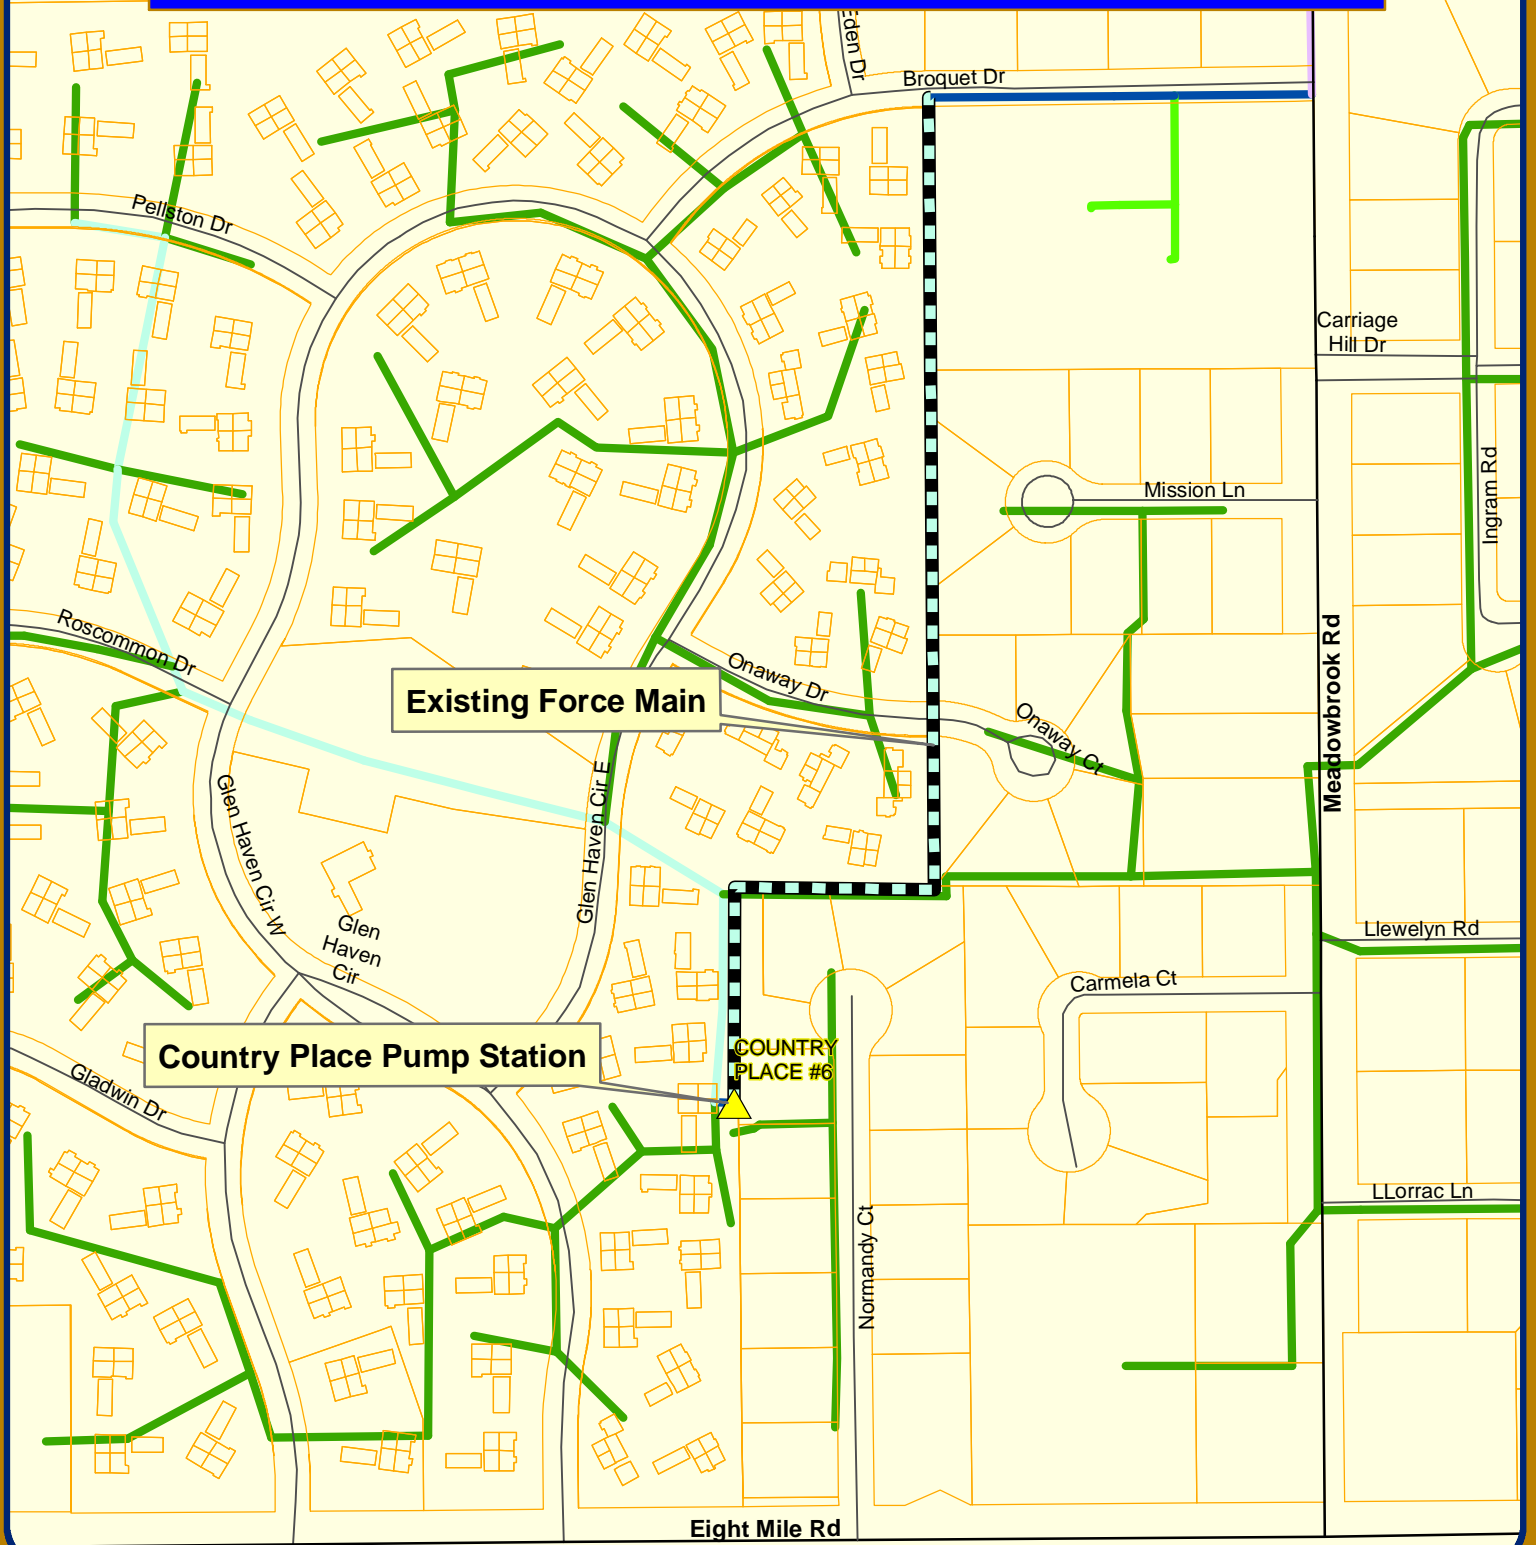 Eden Dr
Broquet Dr
Pellston Dr
Carriage
Hill Dr
Mission Ln
Ingram Rd
Roscommon Dr
Meadowbrook Rd
Onaway Dr
Existing Force Main
Onaway Ct
Glen Haven Cir W
Glen Haven Cir E
Glen
Haven
Cir
Llewelyn Rd
Carmela Ct
Country Place Pump Station
COUNTRY
PLACE #6
Gladwin Dr
LLorrac Ln
Normandy Ct
Eight Mile Rd